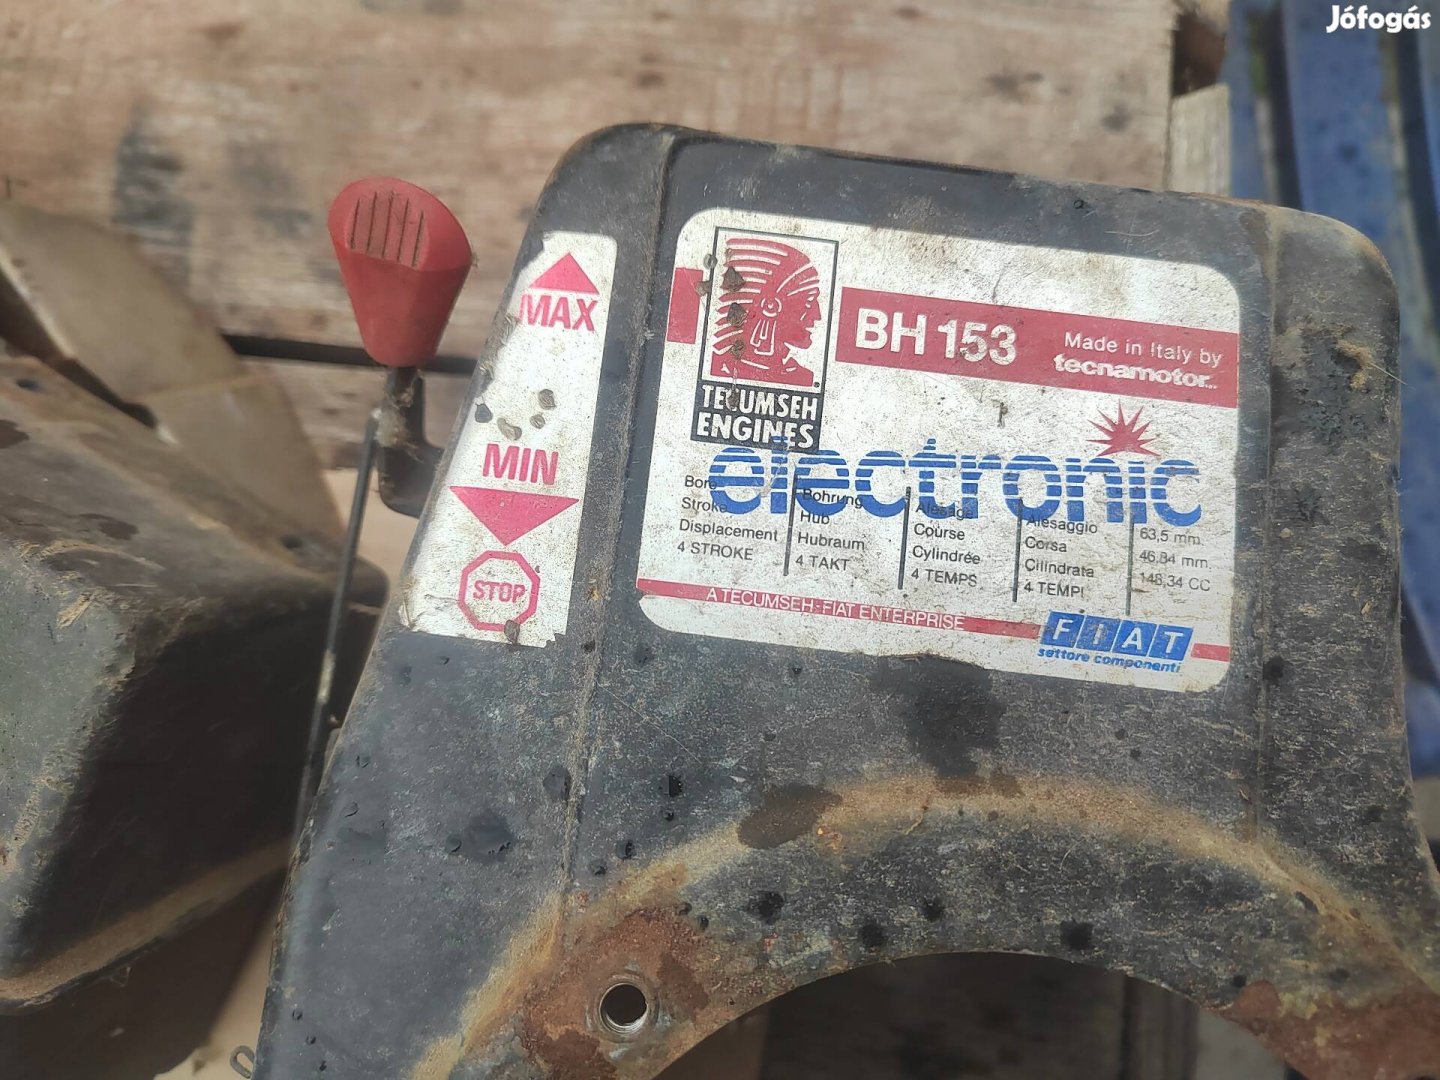 Jófogás
MAX
MIN
STOP
TECUMSEH
ENGINES
BH 153
Made in Italy by
tecnamotor
electronic
Bore Bohrung Alésage Alesaggio 63,5 mm.
Stroke Hub Course Corsa 46,84 mm.
Displacement Hubraum Cylindrée Cilindrata 148,34 CC
4 STROKE 4 TAKT 4 TEMPS 4 TEMPI
A TECUMSEH-FIAT ENTERPRISE
FIAT
settore componenti